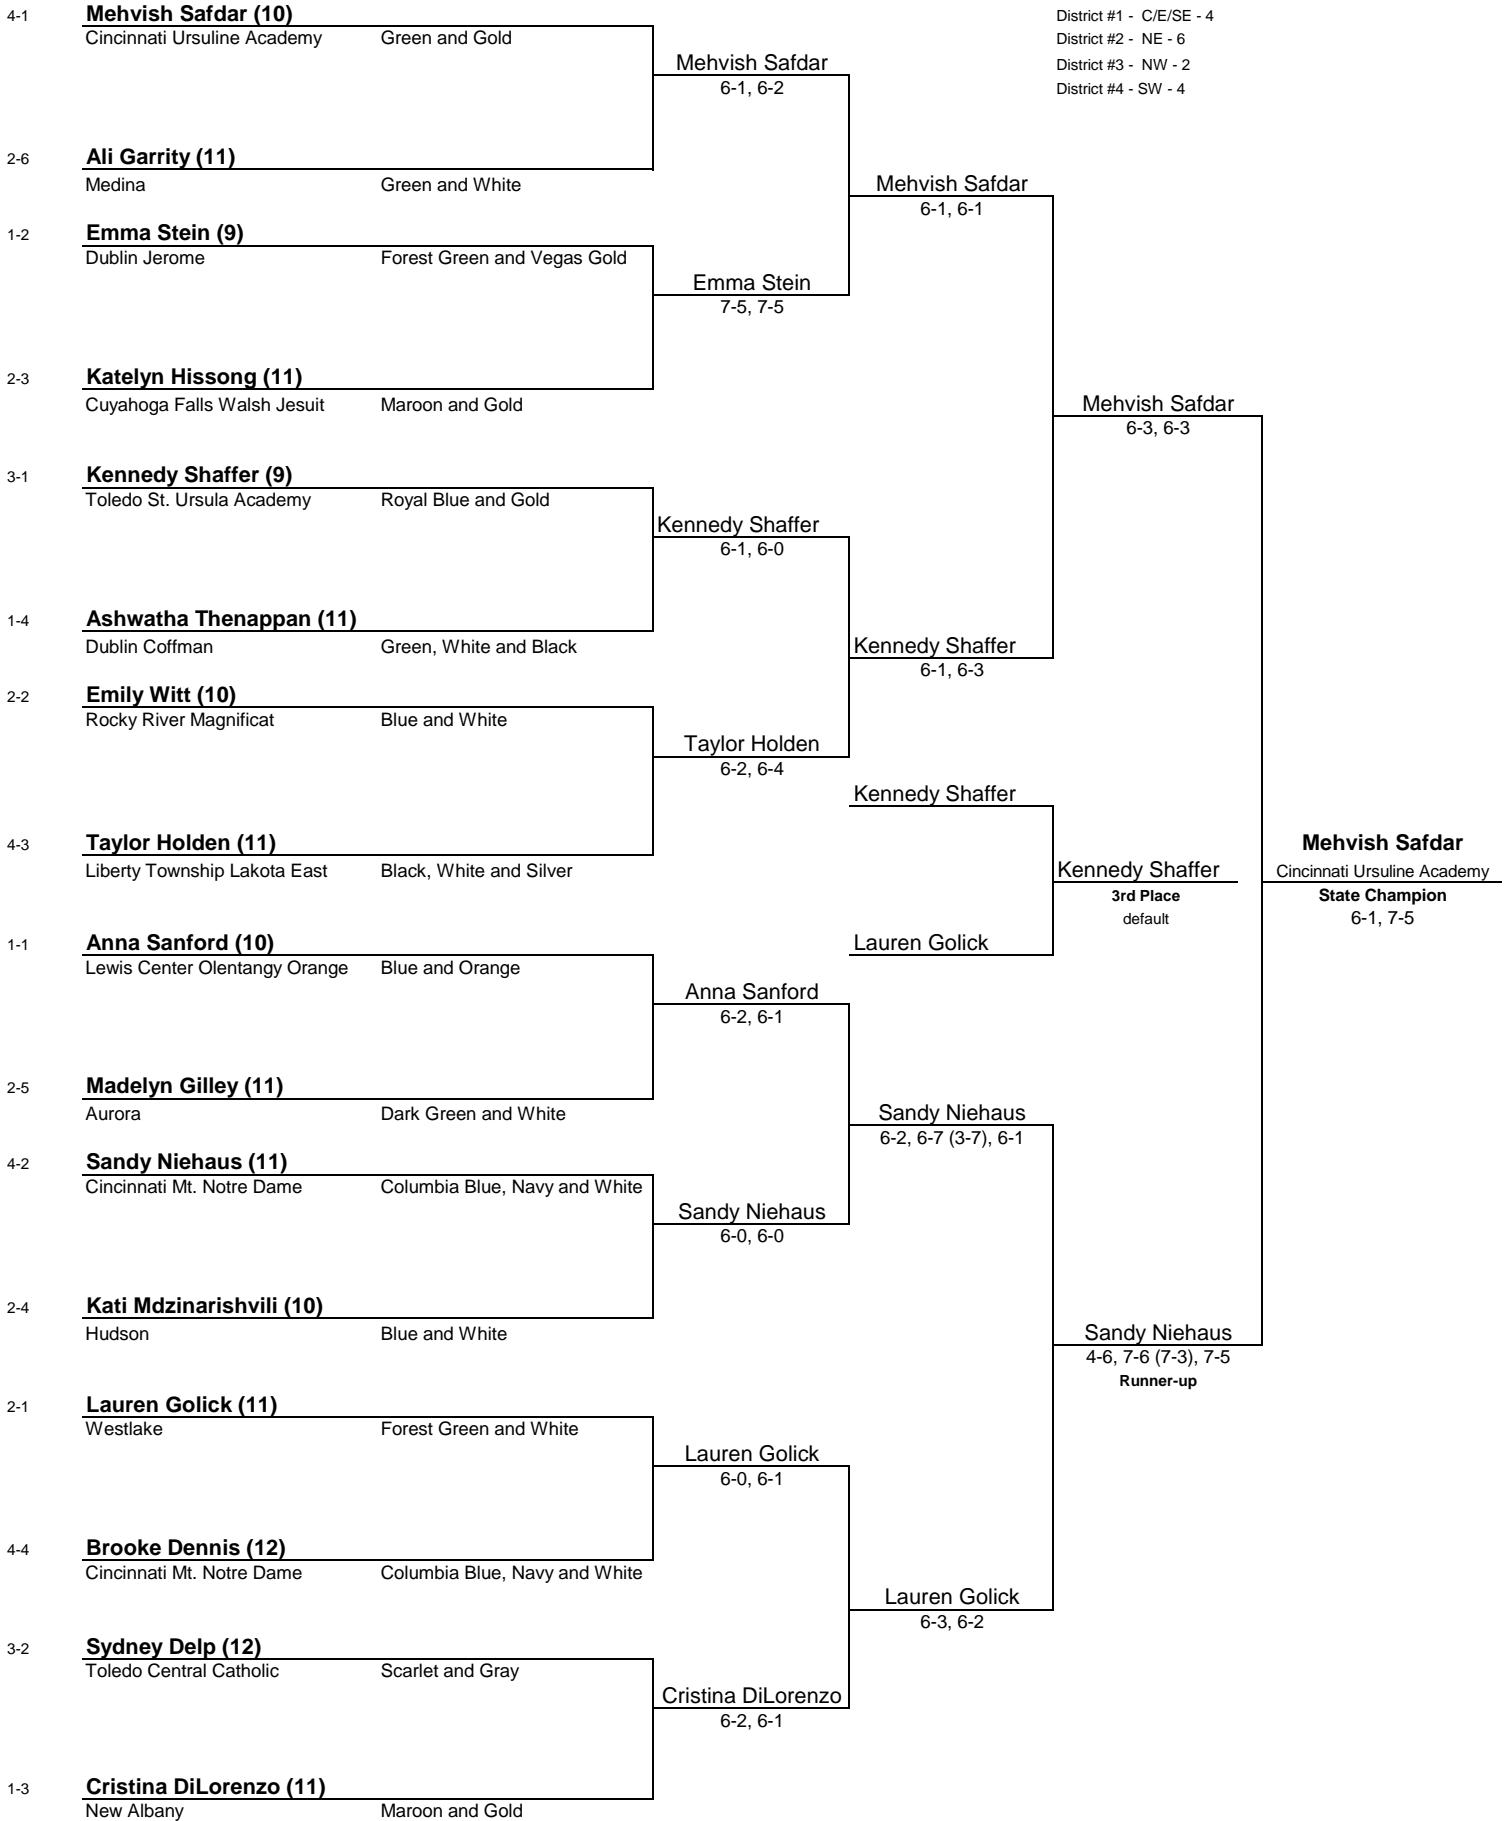 4-1 Mehvish Safdar (10)
Cincinnati Ursuline Academy Green and Gold
District #1 - C/E/SE - 4
District #2 - NE - 6
District #3 - NW - 2
District #4 - SW - 4
Mehvish Safdar
6-1, 6-2
2-6 Ali Garrity (11)
Medina Green and White
Mehvish Safdar
6-1, 6-1
1-2 Emma Stein (9)
Dublin Jerome Forest Green and Vegas Gold
Emma Stein
7-5, 7-5
2-3 Katelyn Hissong (11)
Cuyahoga Falls Walsh Jesuit Maroon and Gold
Mehvish Safdar
6-3, 6-3
3-1 Kennedy Shaffer (9)
Toledo St. Ursula Academy Royal Blue and Gold
Kennedy Shaffer
6-1, 6-0
1-4 Ashwatha Thenappan (11)
Dublin Coffman Green, White and Black
Kennedy Shaffer
6-1, 6-3
2-2 Emily Witt (10)
Rocky River Magnificat Blue and White
Taylor Holden
6-2, 6-4
Kennedy Shaffer
4-3 Taylor Holden (11)
Liberty Township Lakota East Black, White and Silver
Kennedy Shaffer
3rd Place
default
Mehvish Safdar
Cincinnati Ursuline Academy
State Champion
6-1, 7-5
Lauren Golick
1-1 Anna Sanford (10)
Lewis Center Olentangy Orange Blue and Orange
Anna Sanford
6-2, 6-1
2-5 Madelyn Gilley (11)
Aurora Dark Green and White
Sandy Niehaus
6-2, 6-7 (3-7), 6-1
4-2 Sandy Niehaus (11)
Cincinnati Mt. Notre Dame Columbia Blue, Navy and White
Sandy Niehaus
6-0, 6-0
2-4 Kati Mdzinarishvili (10)
Hudson Blue and White
Sandy Niehaus
4-6, 7-6 (7-3), 7-5
Runner-up
2-1 Lauren Golick (11)
Westlake Forest Green and White
Lauren Golick
6-0, 6-1
4-4 Brooke Dennis (12)
Cincinnati Mt. Notre Dame Columbia Blue, Navy and White
Lauren Golick
6-3, 6-2
3-2 Sydney Delp (12)
Toledo Central Catholic Scarlet and Gray
Cristina DiLorenzo
6-2, 6-1
1-3 Cristina DiLorenzo (11)
New Albany Maroon and Gold